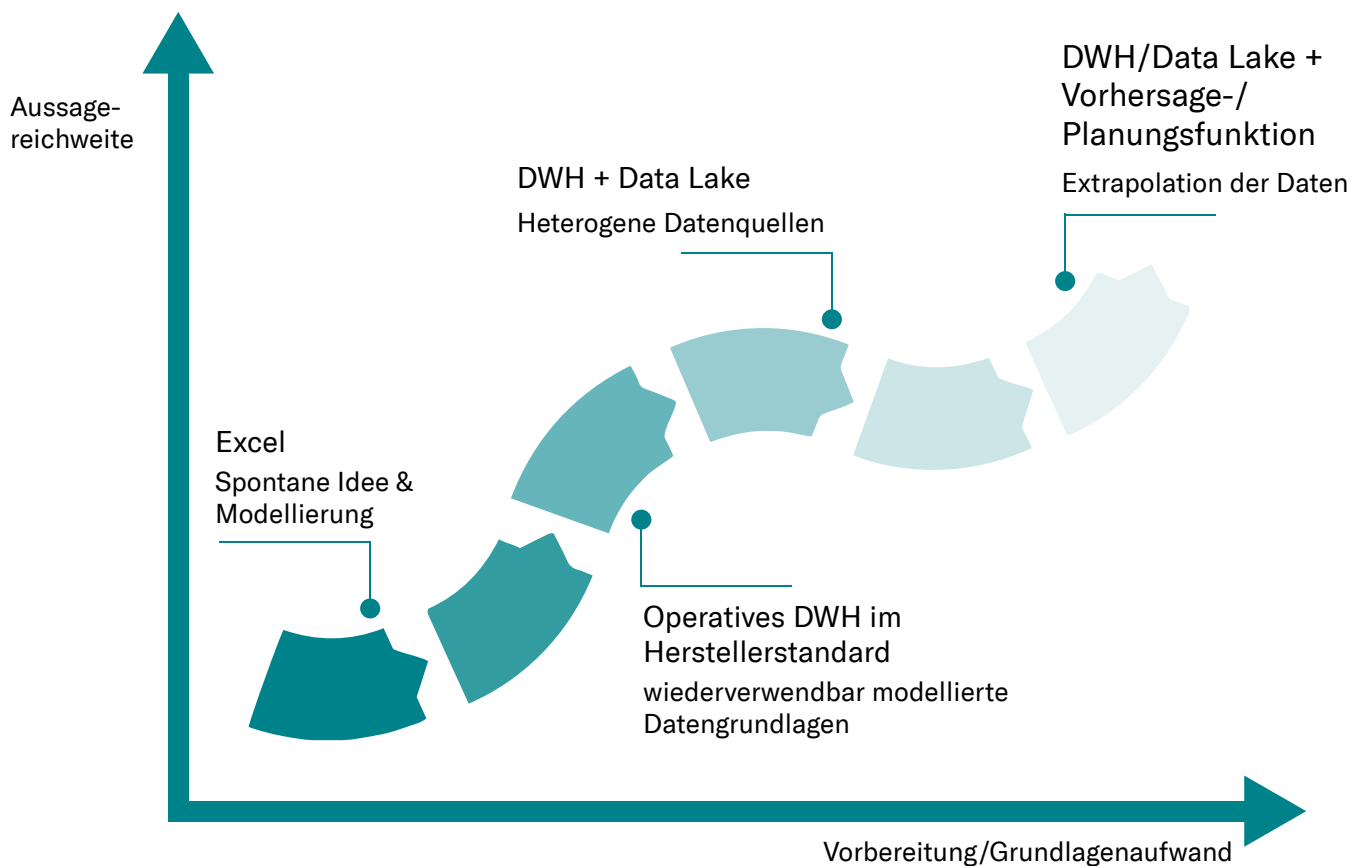 Aussage-
reichweite
DWH/Data Lake +
Vorhersage-/
Planungsfunktion
Extrapolation der Daten
DWH + Data Lake
Heterogene Datenquellen
Excel
Spontane Idee &
Modellierung
Operatives DWH im
Herstellerstandard
wiederverwendbar modellierte
Datengrundlagen
Vorbereitung/Grundlagenaufwand